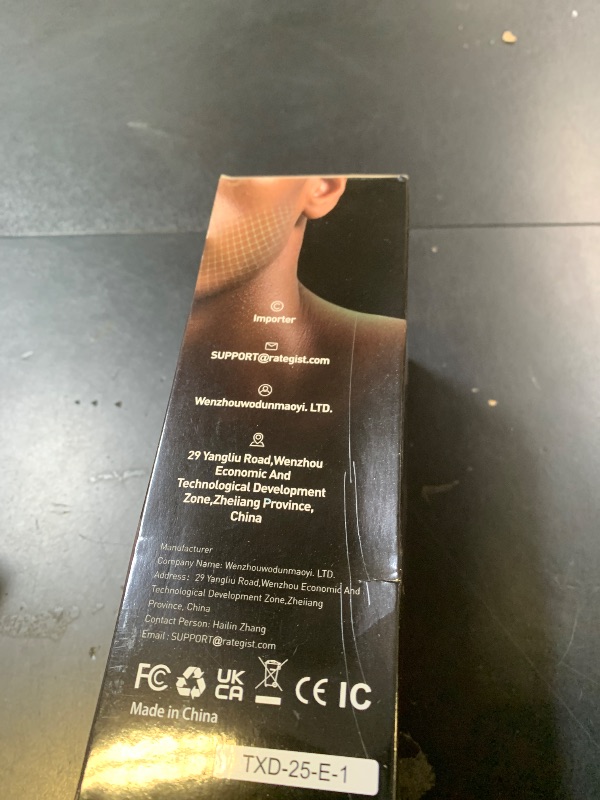 ©
Importer
SUPPORT@rategist.com
Wenzhouwodunmaoyi. LTD.
29 Yangliu Road,Wenzhou
Economic And
Technological Development
Zone,Zheiiang Province,
China
Manufacturer
Company Name: Wenzhouwodunmaoyi. LTD.
Address: 29 Yangliu Road,Wenzhou Economic And
Technological Development Zone,Zheiiang
Province, China
Contact Person: Hailin Zhang
Email : SUPPORT@rategist.com
FC UK CA CE IC
Made in China
TXD-25-E-1